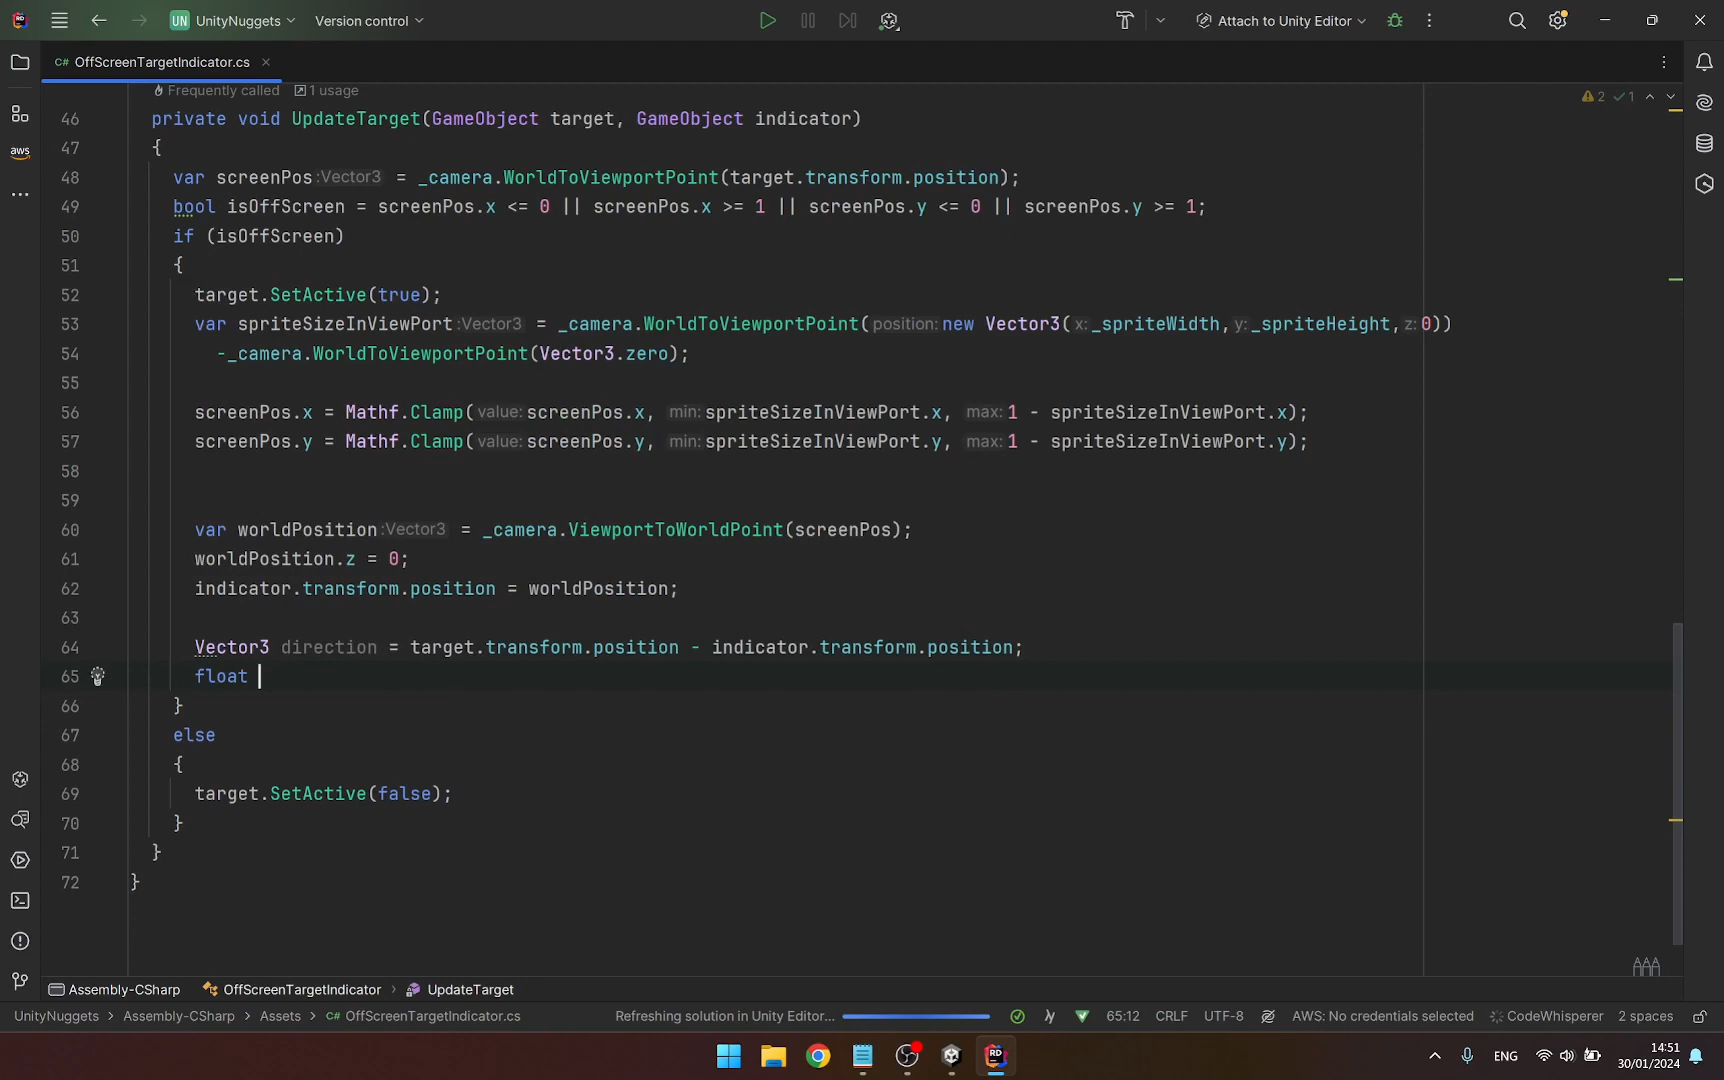 UN UnityNuggets Version control Attach to Unity Editor
C# OffScreenTargetIndicator.cs
Frequently called 1 usage
2 1
46 private void UpdateTarget(GameObject target, GameObject indicator)
47 {
48 var screenPos :Vector3 = _camera.WorldToViewportPoint(target.transform.position);
49 bool isOffScreen = screenPos.x <= 0 || screenPos.x >= 1 || screenPos.y <= 0 || screenPos.y >= 1;
50 if (isOffScreen)
51 {
52 target.SetActive(true);
53 var spriteSizeInViewPort :Vector3 = _camera.WorldToViewportPoint( position: new Vector3( x: _spriteWidth, y: _spriteHeight, z: 0))
54 -_camera.WorldToViewportPoint(Vector3.zero);
55
56 screenPos.x = Mathf.Clamp( value: screenPos.x, min: spriteSizeInViewPort.x, max: 1 - spriteSizeInViewPort.x);
57 screenPos.y = Mathf.Clamp( value: screenPos.y, min: spriteSizeInViewPort.y, max: 1 - spriteSizeInViewPort.y);
58
59
60 var worldPosition :Vector3 = _camera.ViewportToWorldPoint(screenPos);
61 worldPosition.z = 0;
62 indicator.transform.position = worldPosition;
63
64 Vector3 direction = target.transform.position - indicator.transform.position;
65 float
66 }
67 else
68 {
69 target.SetActive(false);
70 }
71 }
72 }
aws
Assembly-CSharp OffScreenTargetIndicator > UpdateTarget
UnityNuggets > Assembly-CSharp > Assets > C# OffScreenTargetIndicator.cs Refreshing solution in Unity Editor... 65:12 CRLF UTF-8 AWS: No credentials selected CodeWhisperer 2 spaces
RD ENG 14:51
30/01/2024